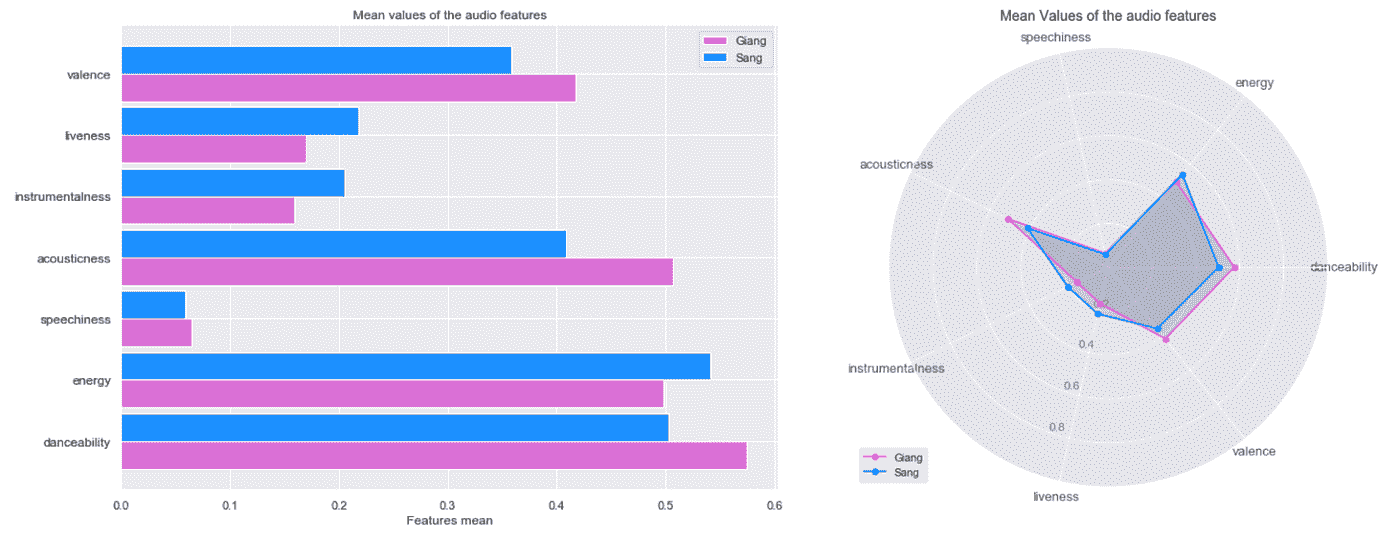 Mean values of the audio features
Giang
Sang
valence
liveness
instrumentalness
acousticness
speechiness
energy
danceability
0.0 0.1 0.2 0.3 0.4 0.5 0.6
Features mean
Mean Values of the audio features
speechiness
energy
acousticness
danceability
0.2
0.4
instrumentalness
0.6
0.8
valence
Giang
Sang
liveness